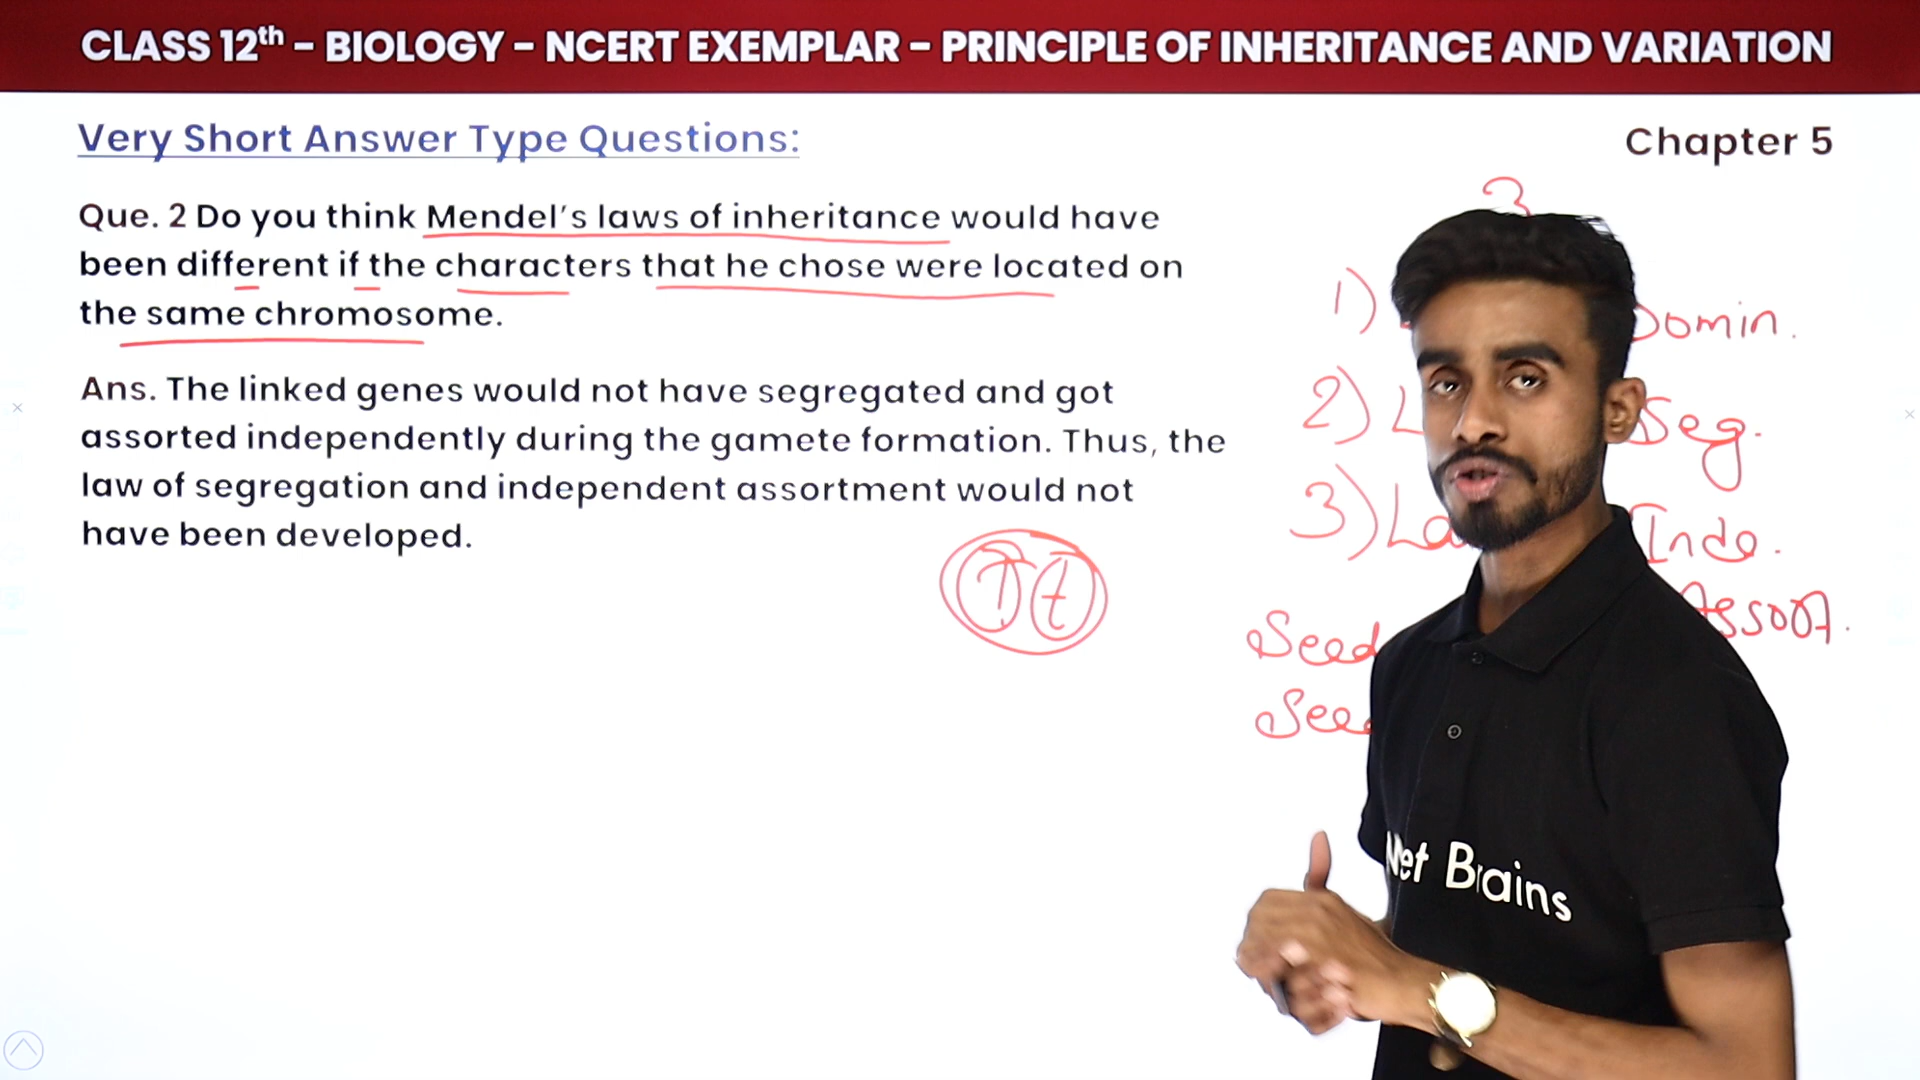 CLASS 12th – BIOLOGY – NCERT EXEMPLAR – PRINCIPLE OF INHERITANCE AND VARIATION
Very Short Answer Type Questions:
Chapter 5
Que. 2 Do you think Mendel's laws of inheritance would have
been different if the characters that he chose were located on
the same chromosome.
Ans. The linked genes would not have segregated and got
assorted independently during the gamete formation. Thus, the
law of segregation and independent assortment would not
have been developed.
T t
3
1) Domin.
2) L Seg.
3) La Inde.
Assort.
Seed
See
Net Brains